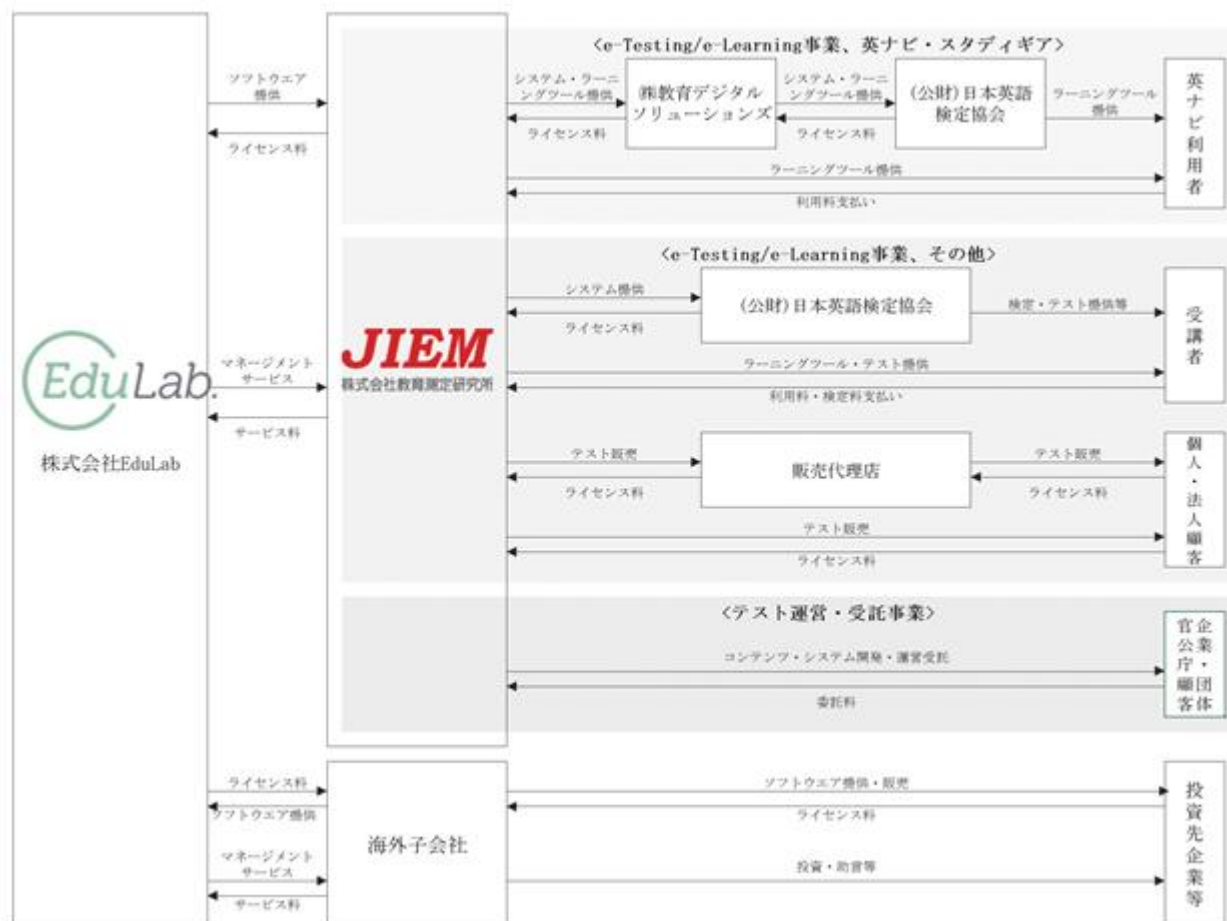 <e-Testing/e-Learning事業、英ナビ・スタディギア>
ソフトウエア
提供
ライセンス料
システム・ラーニ
ングツール提供
ライセンス料
㈱教育デジタル
ソリューションズ
システム・ラーニ
ングツール提供
ライセンス料
(公財)日本英語
検定協会
ラーニングツール
提供
英ナビ利用者
ラーニングツール提供
利用料支払い
<e-Testing/e-Learning事業、その他>
システム提供
ライセンス料
(公財)日本英語検定協会
検定・テスト提供等
受講者
ラーニングツール・テスト提供
利用料・検定料支払い
EduLab.
株式会社EduLab
マネージメント
サービス
サービス料
JIEM
株式会社教育測定研究所
テスト販売
ライセンス料
販売代理店
テスト販売
ライセンス料
個人・法人顧客
テスト販売
ライセンス料
<テスト運営・受託事業>
コンテンツ・システム開発・運営受託
委託料
企業・団体
官公庁顧客
ライセンス料
ソフトウエア提供
マネージメント
サービス
サービス料
海外子会社
ソフトウエア提供・販売
ライセンス料
投資・助言等
投資先企業等